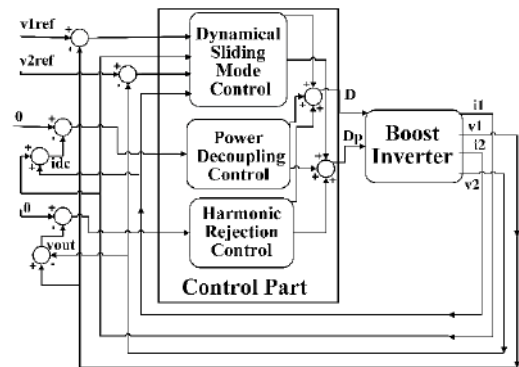 v1ref
v2ref
0
idc
0
vout
Dynamical
Sliding
Mode
Control
Power
Decoupling
Control
Harmonic
Rejection
Control
Control Part
D
Dp
Boost
Inverter
i1
v1
i2
v2